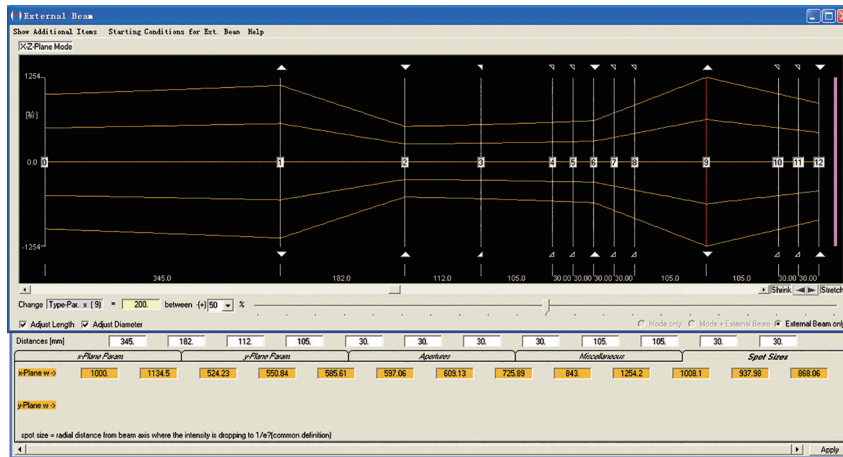 External Beam
Show Additional Items Starting Conditions for Ext. Beam Help
X-Z-Plane Mode
1254
0.0 0 1 2 3 4 5 6 7 8 9 10 11 12
-1254
345.0 182.0 112.0 105.0 30.00 30.00 30.00 30.00 105.0 105.0 30.00 30.00
Shrink Stretch
Change Type-Par. x ( 9) = 200. between -(+) 50 %
Adjust Length Adjust Diameter Mode only Mode + External Beam External Beam only
Distances [mm] 345. 182. 112. 105. 30. 30. 30. 30. 105. 105. 30. 30.
x-Plane Param. y-Plane Param. Apertures Miscellaneous Spot Sizes
x-Plane w -> 1000. 1134.5 524.23 550.84 585.61 597.06 609.13 725.89 843. 1254.2 1008.1 937.98 868.06
y-Plane w ->
spot size = radial distance from beam axis where the intensity is dropping to 1/e?(common definition)
Apply